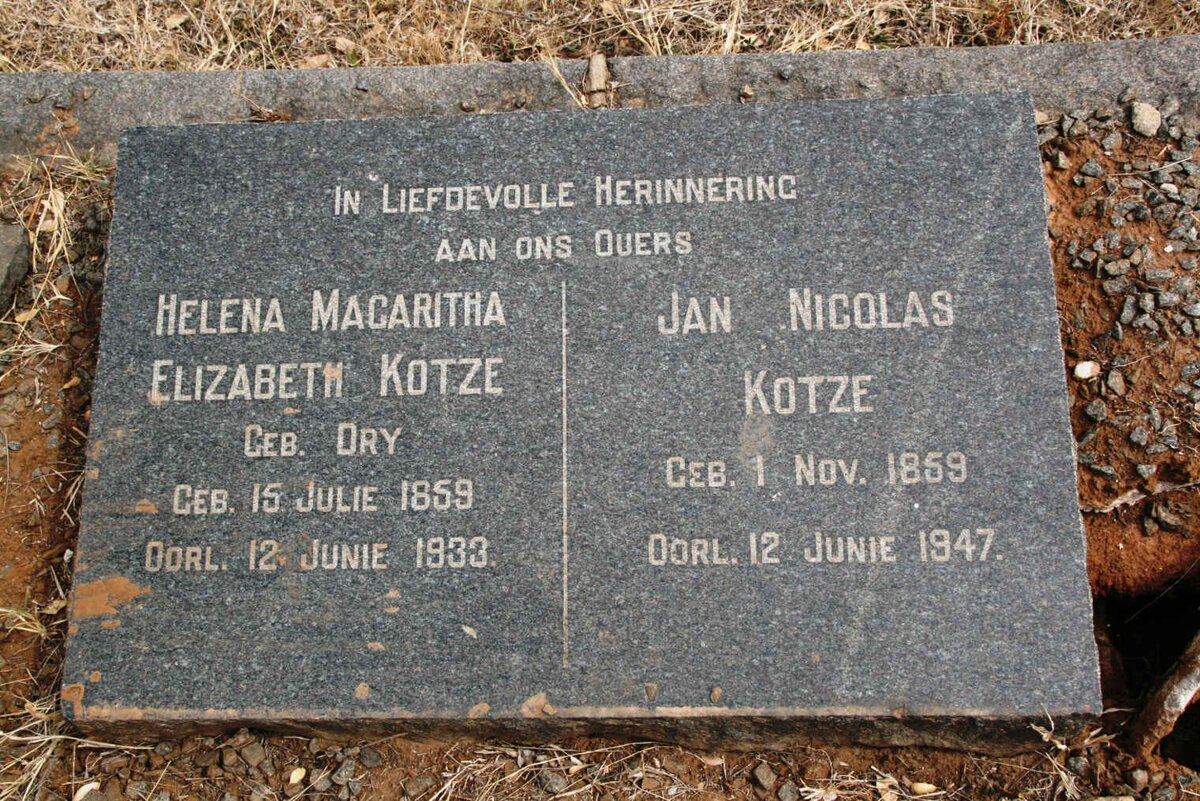 IN LIEFDEVOLLE HERINNERING
AAN ONS OUERS
HELENA MAGARITHA
ELIZABETH KOTZE
GEB. DRY
GEB. 15 JULIE 1859
OORL. 12 JUNIE 1933.
JAN NICOLAS
KOTZE
GEB. 1 NOV. 1859
OORL. 12 JUNIE 1947.